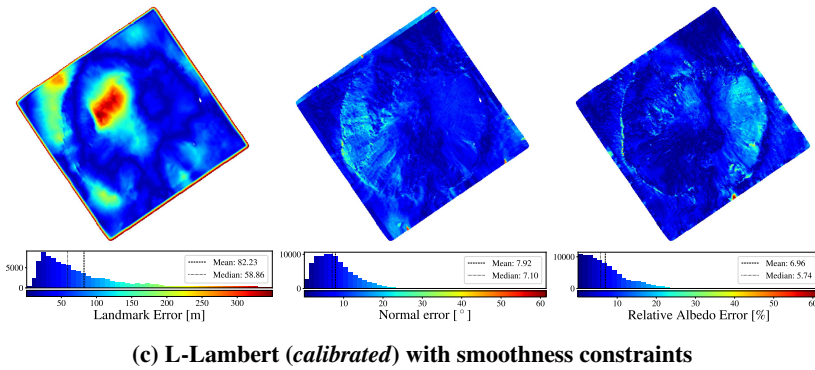 5000
0
Mean: 82.23
Median: 58.86
50 100 150 200 250 300
Landmark Error [m]
10000
0
Mean: 7.92
Median: 7.10
10 20 30 40 50 60
Normal error [°]
10000
0
Mean: 6.96
Median: 5.74
10 20 30 40 50 60
Relative Albedo Error [%]
(c) L-Lambert (calibrated) with smoothness constraints